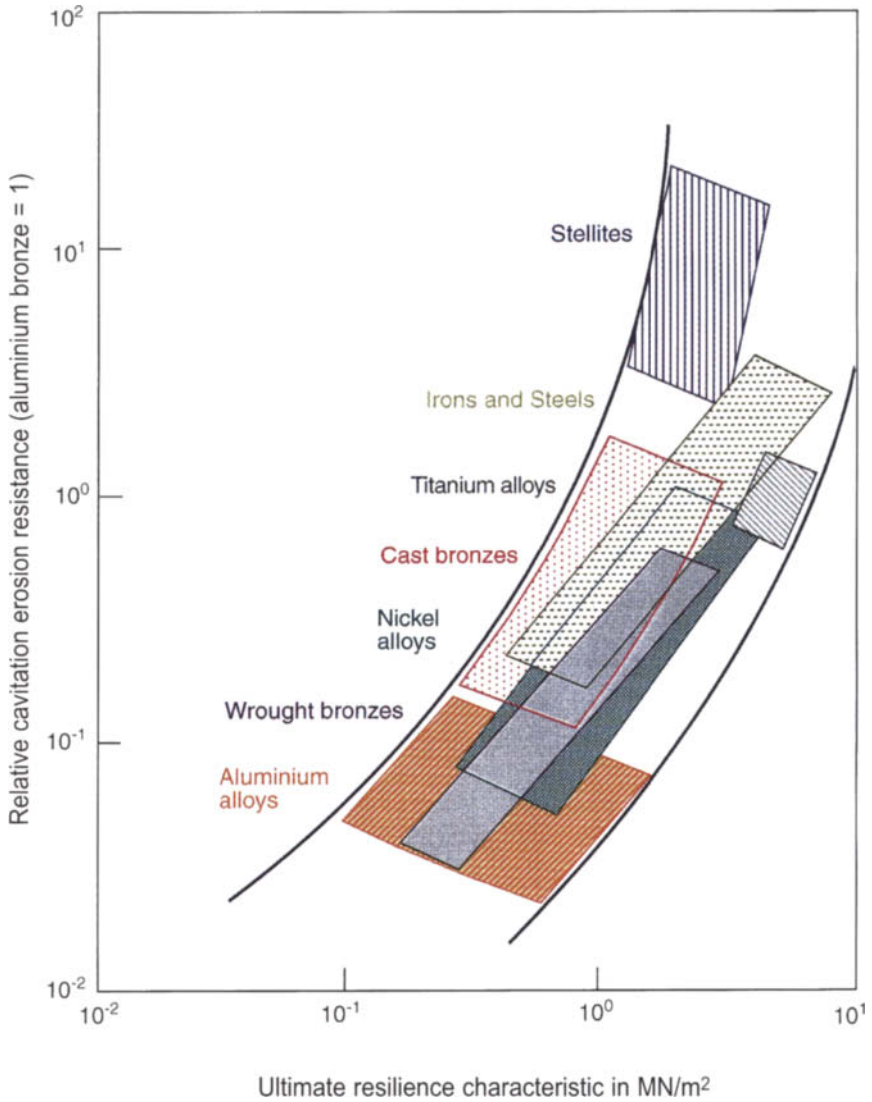 10²
10¹
10⁰
10⁻¹
10⁻²
Relative cavitation erosion resistance (aluminium bronze = 1)
Stellites
Irons and Steels
Titanium alloys
Cast bronzes
Nickel
alloys
Wrought bronzes
Aluminium
alloys
10⁻²
10⁻¹
10⁰
10¹
Ultimate resilience characteristic in MN/m²